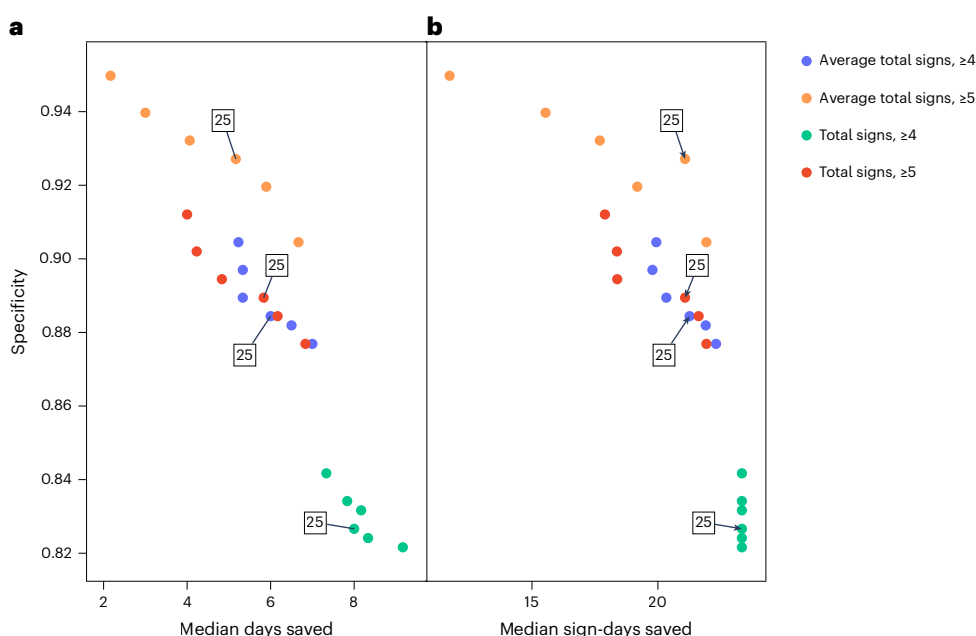 a
b
Average total signs, ≥4
Average total signs, ≥5
Total signs, ≥4
Total signs, ≥5
Specificity
0.94
0.92
0.90
0.88
0.86
0.84
0.82
25
25
25
25
2
4
6
8
Median days saved
25
25
25
25
15
20
Median sign-days saved